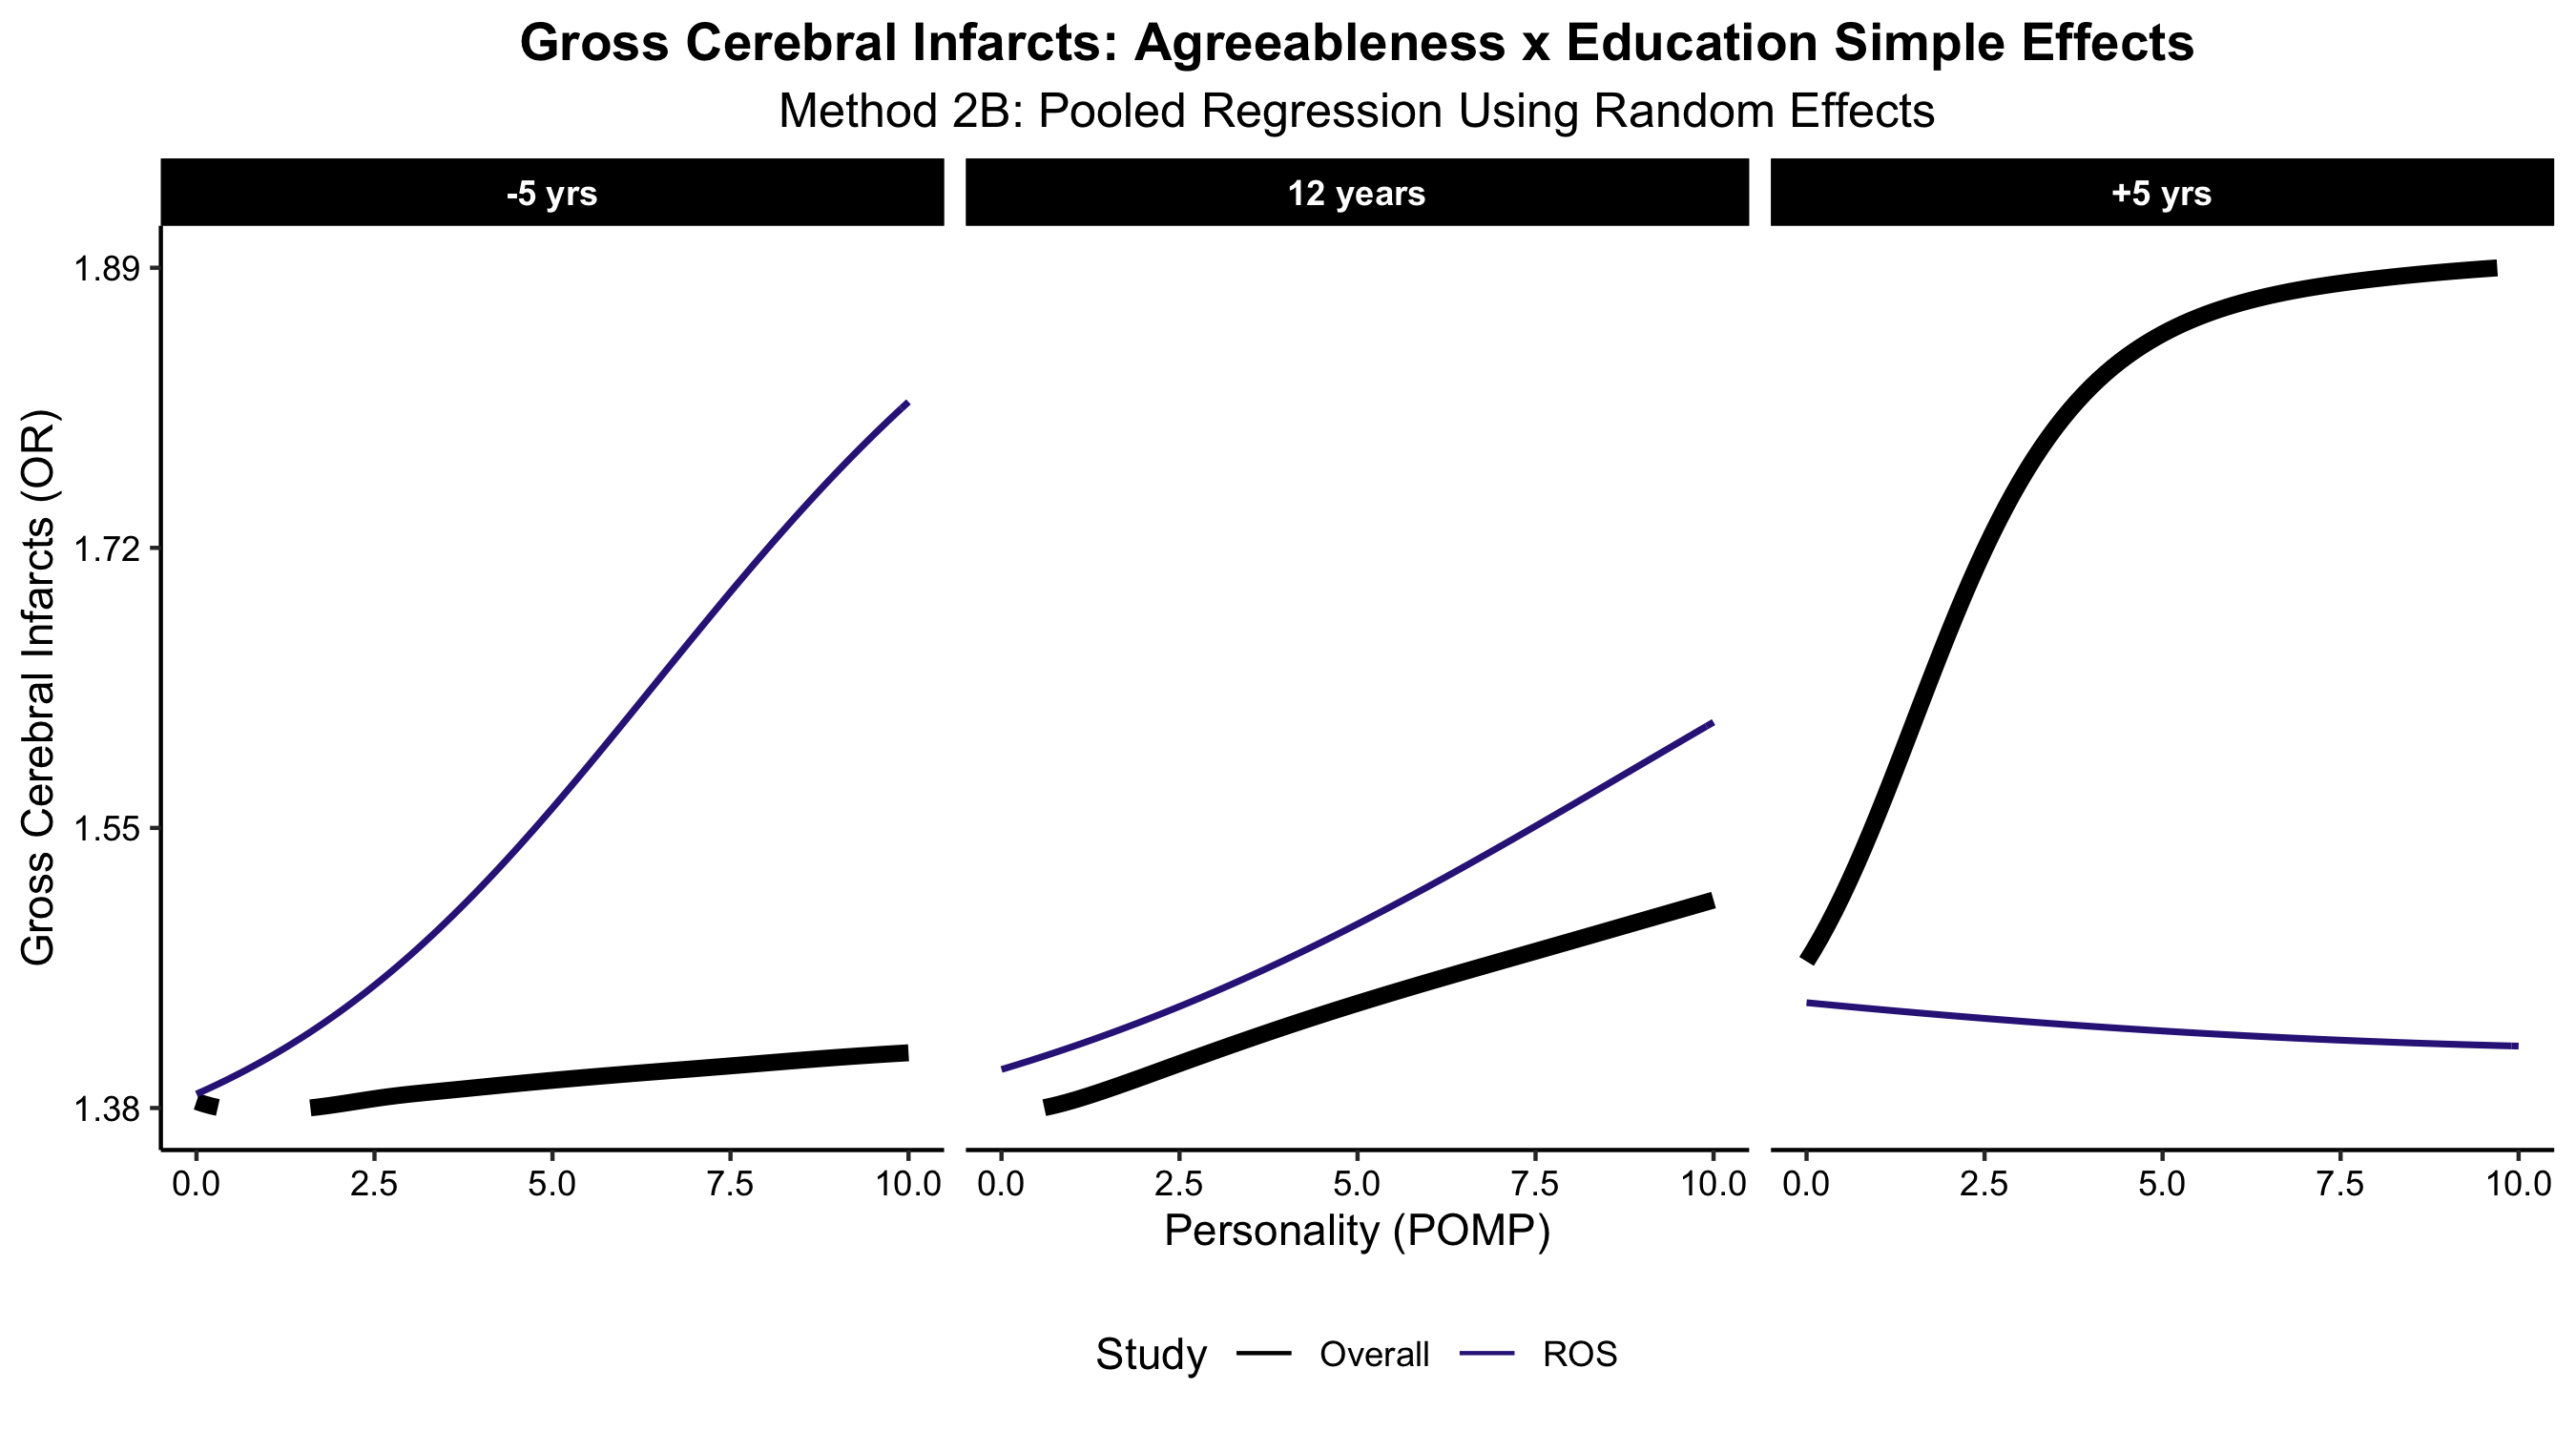 Gross Cerebral Infarcts: Agreeableness x Education Simple Effects
Method 2B: Pooled Regression Using Random Effects
-5 yrs
12 years
+5 yrs
Gross Cerebral Infarcts (OR)
1.89
1.72
1.55
1.38
0.0 2.5 5.0 7.5 10.0
0.0 2.5 5.0 7.5 10.0
0.0 2.5 5.0 7.5 10.0
Personality (POMP)
Study Overall ROS